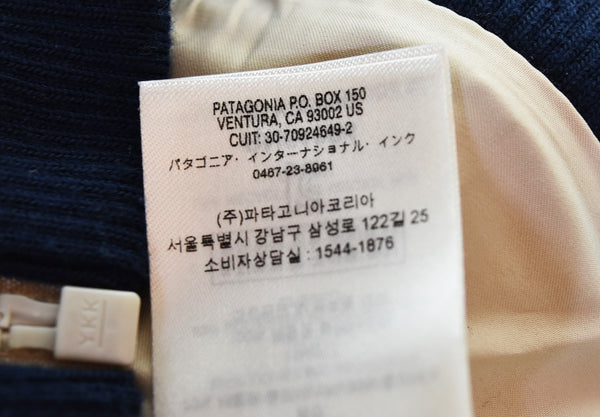 PATAGONIA P.O. BOX 150
VENTURA, CA 93002 US
CUIT: 30-70924649-2
パタゴニア・インターナショナル・インク
0467-23-8961
(주)파타고니아코리아
서울특별시 강남구 삼성로 122길 25
소비자상담실 : 1544-1876
YKK